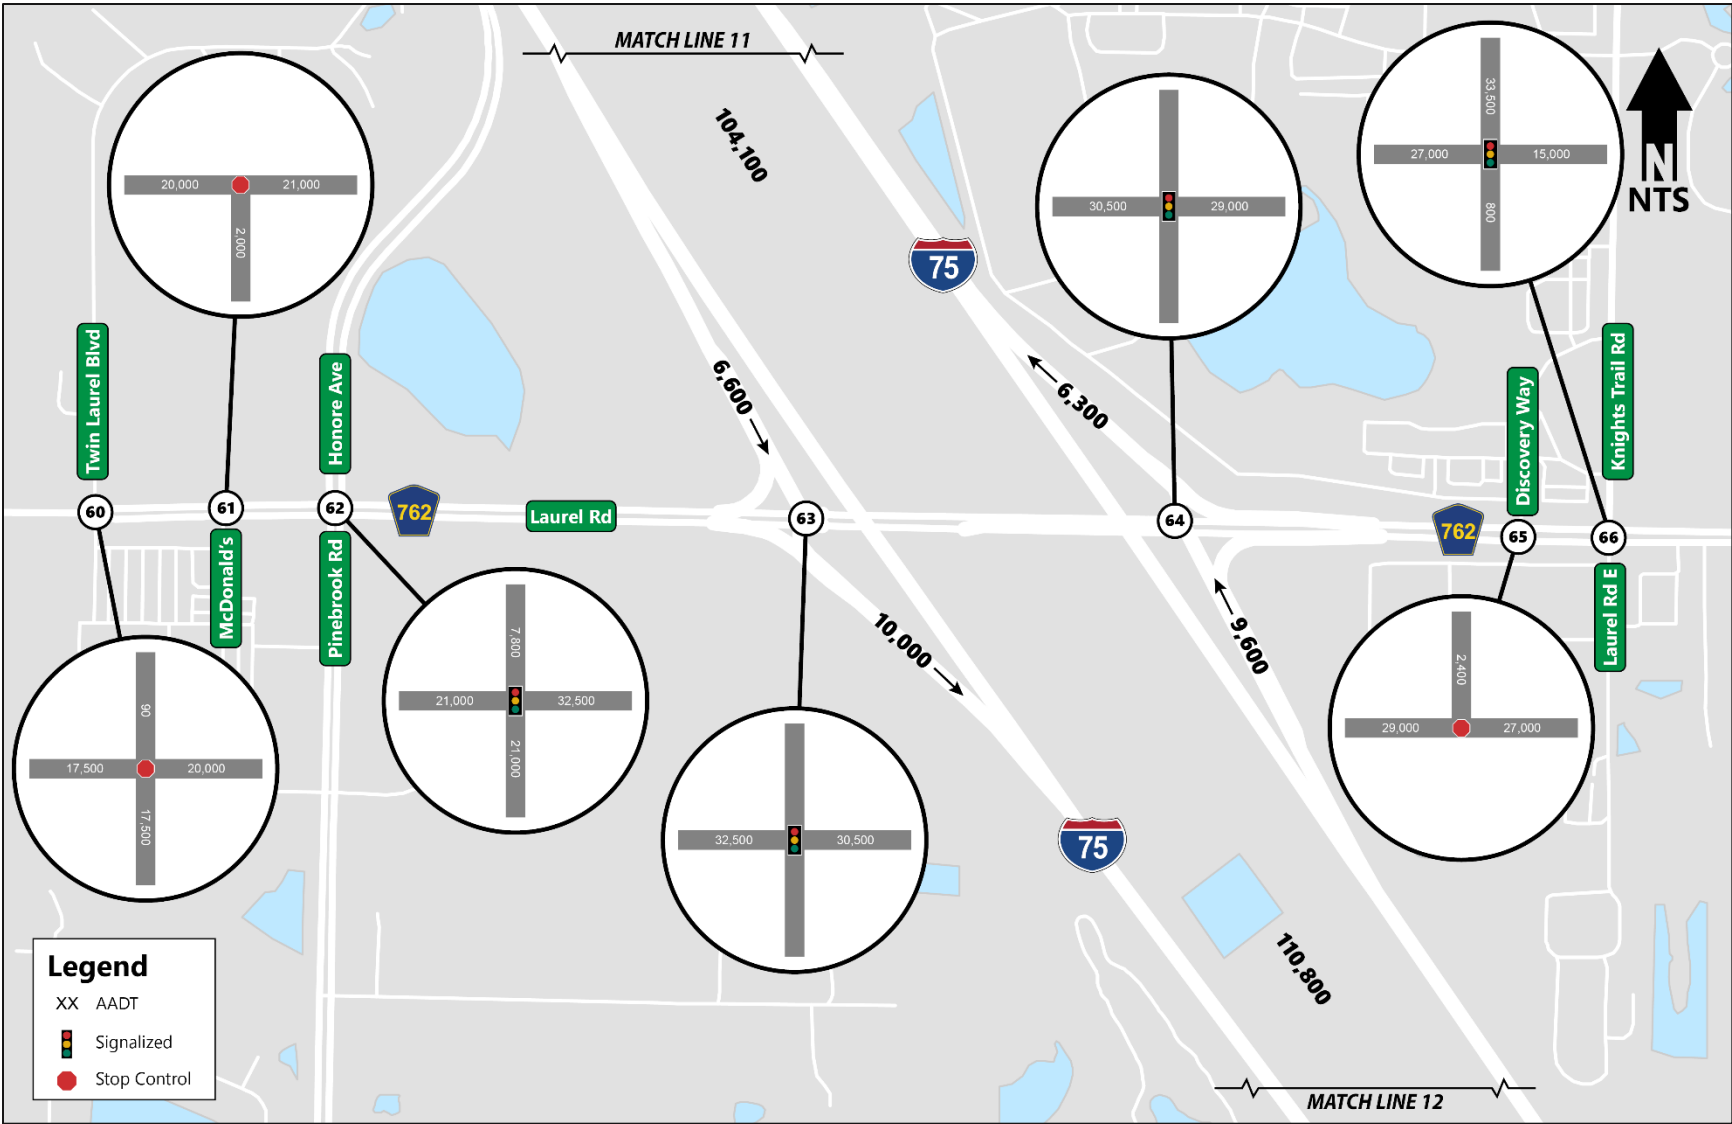 MATCH LINE 11
104,100
20,000
21,000
2,000
30,500
29,000
33,500
27,000
15,000
800
N
NTS
75
Twin Laurel Blvd
Honore Ave
6,600
6,300
Discovery Way
Knights Trail Rd
60
61
62
762
Laurel Rd
63
64
762
65
66
McDonald's
Pinebrook Rd
Laurel Rd E
90
17,500
20,000
17,500
7,800
21,000
32,500
21,000
10,000
9,600
32,500
30,500
2,400
29,000
27,000
75
110,800
Legend
XX AADT
Signalized
Stop Control
MATCH LINE 12